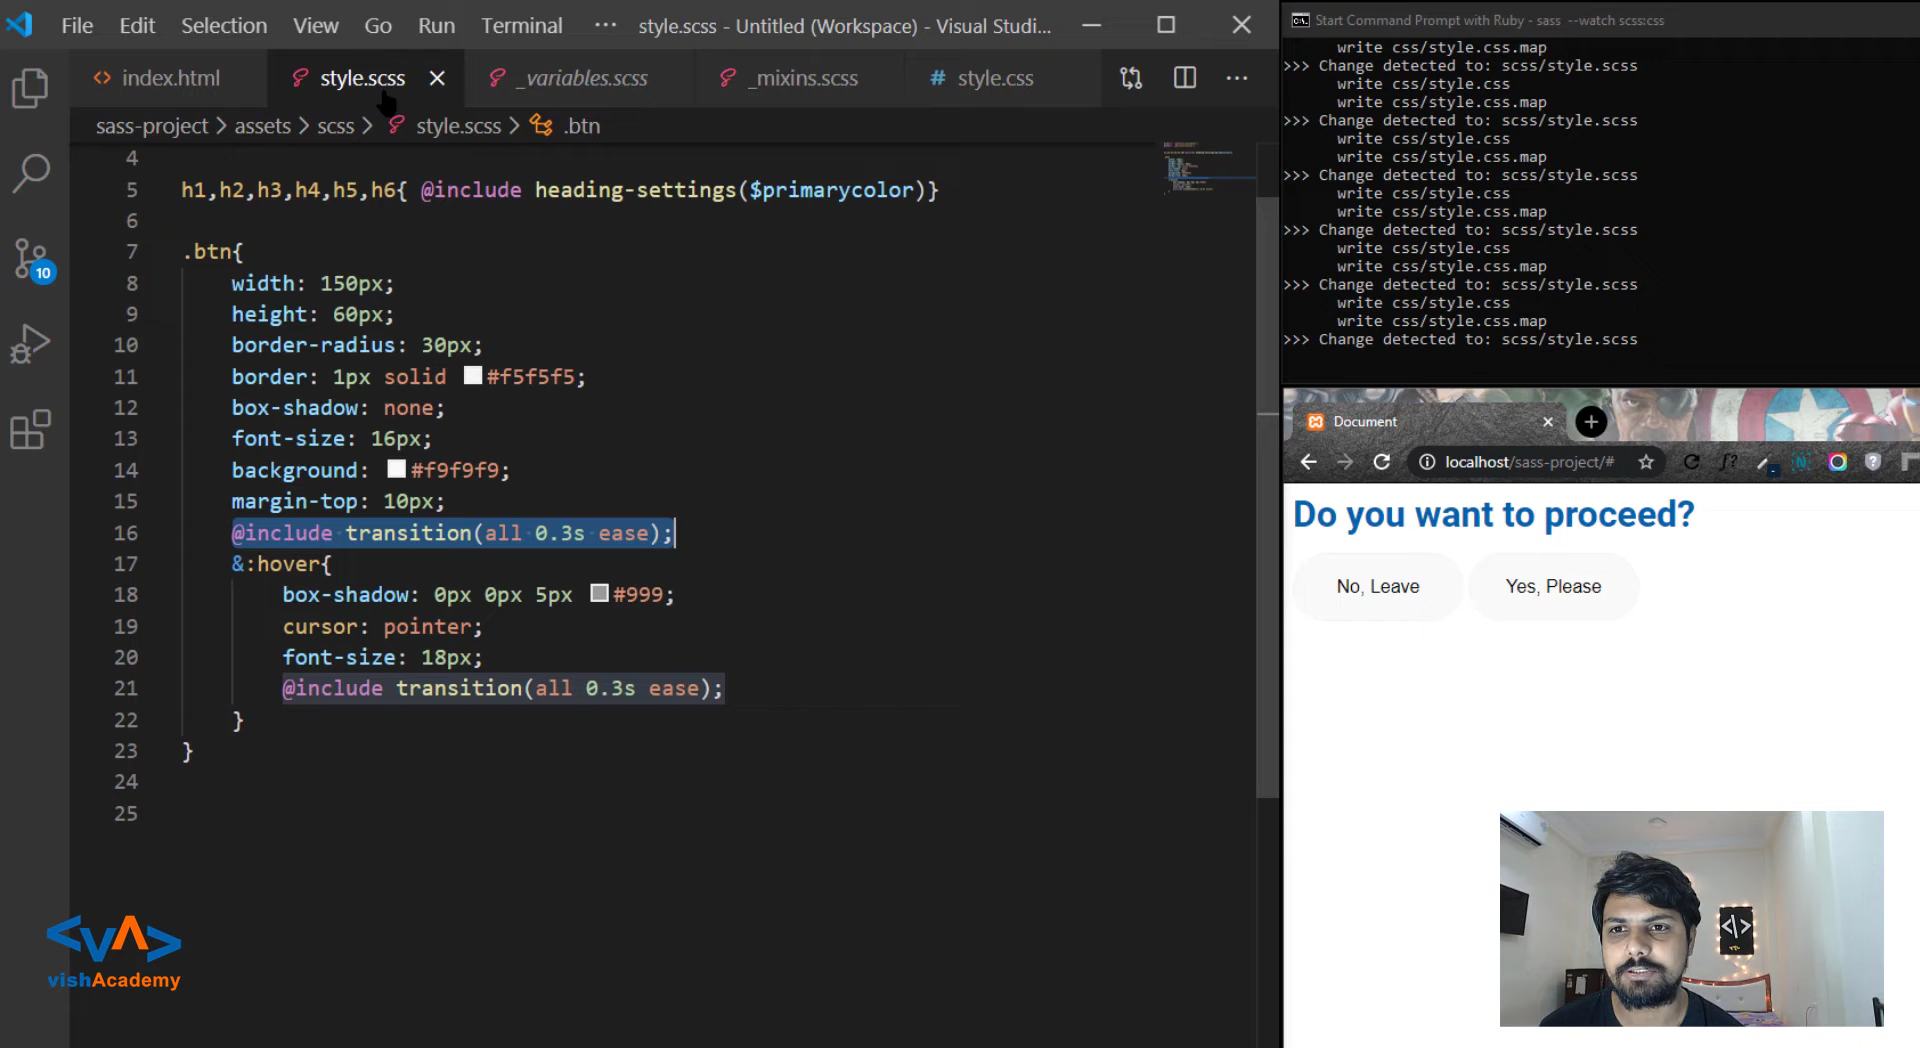 File Edit Selection View Go Run Terminal ··· style.scss - Untitled (Workspace) - Visual Studi...
index.html style.scss _variables.scss _mixins.scss # style.css ···
sass-project > assets > scss > style.scss > .btn
4
5 h1,h2,h3,h4,h5,h6{ @include heading-settings($primarycolor)}
6
7 .btn{
8 width: 150px;
9 height: 60px;
10 border-radius: 30px;
11 border: 1px solid #f5f5f5;
12 box-shadow: none;
13 font-size: 16px;
14 background: #f9f9f9;
15 margin-top: 10px;
16 @include transition(all 0.3s ease);
17 &:hover{
18 box-shadow: 0px 0px 5px #999;
19 cursor: pointer;
20 font-size: 18px;
21 @include transition(all 0.3s ease);
22 }
23 }
24
25
10
<VA>
vishAcademy
Start Command Prompt with Ruby - sass --watch scss:css
write css/style.css.map
>>> Change detected to: scss/style.scss
write css/style.css
write css/style.css.map
>>> Change detected to: scss/style.scss
write css/style.css
write css/style.css.map
>>> Change detected to: scss/style.scss
write css/style.css
write css/style.css.map
>>> Change detected to: scss/style.scss
write css/style.css
write css/style.css.map
>>> Change detected to: scss/style.scss
write css/style.css
write css/style.css.map
>>> Change detected to: scss/style.scss
Document
localhost/sass-project/#
Do you want to proceed?
No, Leave Yes, Please
</>